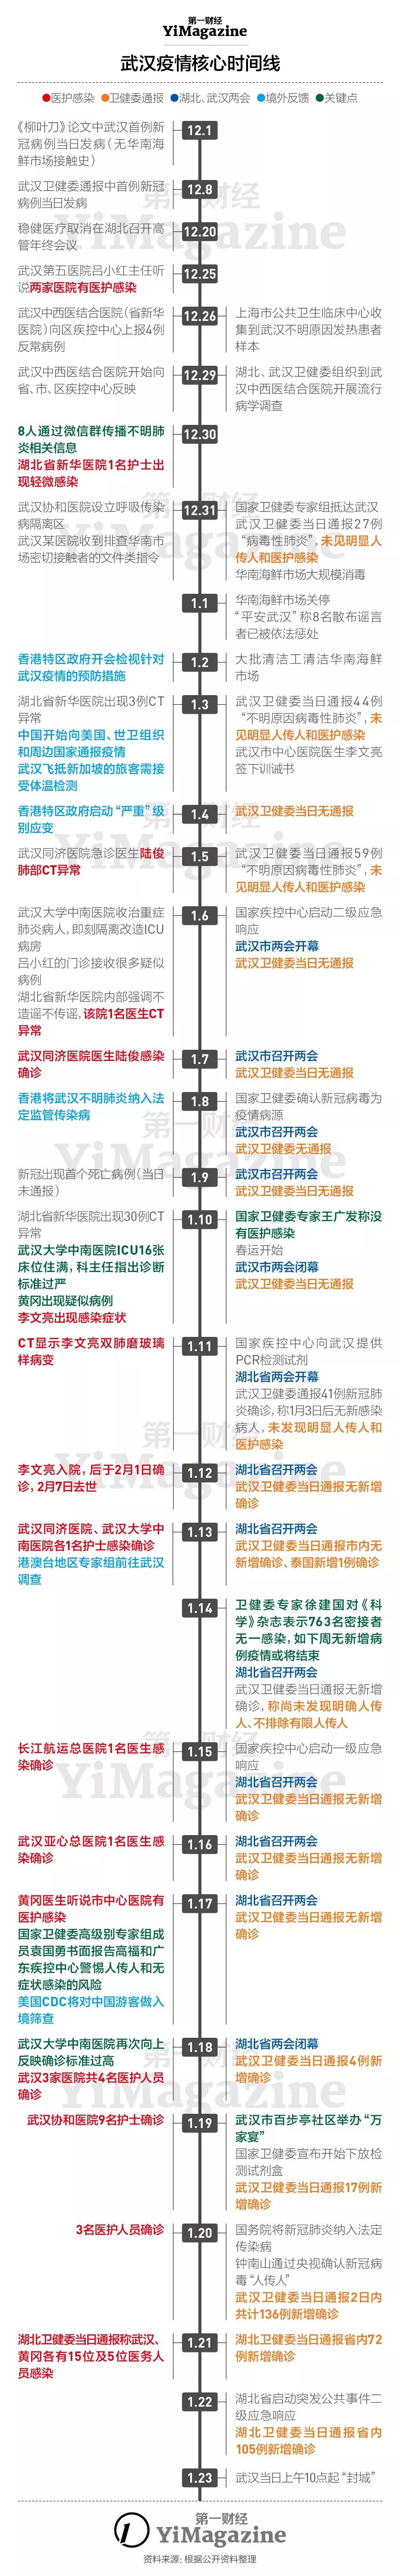 第一财经
YiMagazine
武汉疫情核心时间线
●医护感染 ●卫健委通报 ●湖北、武汉两会 ●境外反馈 ●关键点
《柳叶刀》论文中武汉首例新
冠病例当日发病（无华南海
鲜市场接触史）
12.1
武汉卫健委通报中首例新冠
病例当日发病
12.8
稳健医疗取消在湖北召开高
管年终会议
12.20
武汉第五医院吕小红主任听
说两家医院有医护感染
12.25
武汉中西医结合医院（省新华
医院）向区疾控中心上报4例
反常病例
12.26
上海市公共卫生临床中心收
集到武汉不明原因发热患者
样本
武汉中西医结合医院开始向
省、市、区疾控中心反映
12.29
湖北、武汉卫健委组织到武
汉中西医结合医院开展流行
病学调查
8人通过微信群传播不明肺
炎相关信息
湖北省新华医院1名护士出
现轻微感染
12.30
武汉协和医院设立呼吸传染
病隔离区
武汉某医院收到排查华南市
场密切接触者的文件类指令
12.31
国家卫健委专家组抵达武汉
武汉卫健委当日通报27例
“病毒性肺炎”，未见明显人
传人和医护感染
华南海鲜市场大规模消毒
1.1
华南海鲜市场关停
“平安武汉”称8名散布谣言
者已被依法惩处
香港特区政府开会检视针对
武汉疫情的预防措施
1.2
大批清洁工清洁华南海鲜
市场
湖北省新华医院出现3例CT
异常
中国开始向美国、世卫组织
和周边国家通报疫情
武汉飞抵新加坡的旅客需接
受体温检测
1.3
武汉卫健委当日通报44例
“不明原因病毒性肺炎”，未
见明显人传人和医护感染
武汉市中心医院医生李文亮
签下训诫书
香港特区政府启动“严重”级
别应变
1.4
武汉卫健委当日无通报
武汉同济医院急诊医生陆俊
肺部CT异常
1.5
武汉卫健委当日通报59例
“不明原因病毒性肺炎”，未
见明显人传人和医护感染
武汉大学中南医院收治重症
肺炎病人，即刻隔离改造ICU
病房
吕小红的门诊接收很多疑似
病例
湖北省新华医院内部强调不
造谣不传谣，该院1名医生CT
异常
1.6
国家疾控中心启动二级应急
响应
武汉市两会开幕
武汉卫健委当日无通报
武汉同济医院医生陆俊感染
确诊
1.7
武汉市召开两会
武汉卫健委当日无通报
香港将武汉不明肺炎纳入法
定监管传染病
1.8
国家卫健委确认新冠病毒为
疫情病源
武汉市召开两会
武汉卫健委无通报
新冠出现首个死亡病例（当日
未通报）
1.9
武汉市召开两会
武汉卫健委当日无通报
湖北省新华医院出现30例CT
异常
武汉大学中南医院ICU16张
床位住满，科主任指出诊断
标准过严
黄冈出现疑似病例
李文亮出现感染症状
1.10
国家卫健委专家王广发称没
有医护感染
春运开始
武汉市两会闭幕
武汉卫健委当日无通报
CT显示李文亮双肺磨玻璃
样病变
1.11
国家疾控中心向武汉提供
PCR检测试剂
湖北省两会开幕
武汉卫健委通报41例新冠肺
炎确诊，称1月3日后无新感染
病人，未发现明显人传人和
医护感染
李文亮入院，后于2月1日确
诊，2月7日去世
1.12
湖北省召开两会
武汉卫健委当日通报无新增
确诊
武汉同济医院、武汉大学中
南医院各1名护士感染确诊
港澳台地区专家组前往武汉
调查
1.13
湖北省召开两会
武汉卫健委当日通报市内无
新增确诊、泰国新增1例确诊
1.14
卫健委专家徐建国对《科
学》杂志表示763名密接者
无一感染，如下周无新增病
例疫情或将结束
湖北省召开两会
武汉卫健委当日通报无新增
确诊，称尚未发现明确人传
人、不排除有限人传人
长江航运总医院1名医生感
染确诊
1.15
国家疾控中心启动一级应急
响应
湖北省召开两会
武汉卫健委当日通报无新增
确诊
武汉亚心总医院1名医生感
染确诊
1.16
湖北省召开两会
武汉卫健委当日通报无新增
确诊
黄冈医生听说市中心医院有
医护感染
国家卫健委高级别专家组成
员袁国勇书面报告高福和广
东疾控中心警惕人传人和无
症状感染的风险
美国CDC将对中国游客做入
境筛查
1.17
湖北省召开两会
武汉卫健委当日通报无新增
确诊
武汉大学中南医院再次向上
反映确诊标准过高
武汉3家医院共4名医护人员
确诊
1.18
湖北省两会闭幕
武汉卫健委当日通报4例新
增确诊
武汉协和医院9名护士确诊
1.19
武汉市百步亭社区举办“万
家宴”
国家卫健委宣布开始下放检
测试剂盒
武汉卫健委当日通报17例新
增确诊
3名医护人员确诊
1.20
国务院将新冠肺炎纳入法定
传染病
钟南山通过央视确认新冠病
毒“人传人”
武汉卫健委当日通报2日内
共计136例新增确诊
湖北卫健委当日通报称武汉、
黄冈各有15位及5位医务人
员感染
1.21
湖北卫健委当日通报省内72
例新增确诊
1.22
湖北省启动突发公共事件二
级应急响应
湖北卫健委当日通报省内
105例新增确诊
1.23
武汉当日上午10点起“封城”
第一财经
YiMagazine
资料来源：根据公开资料整理